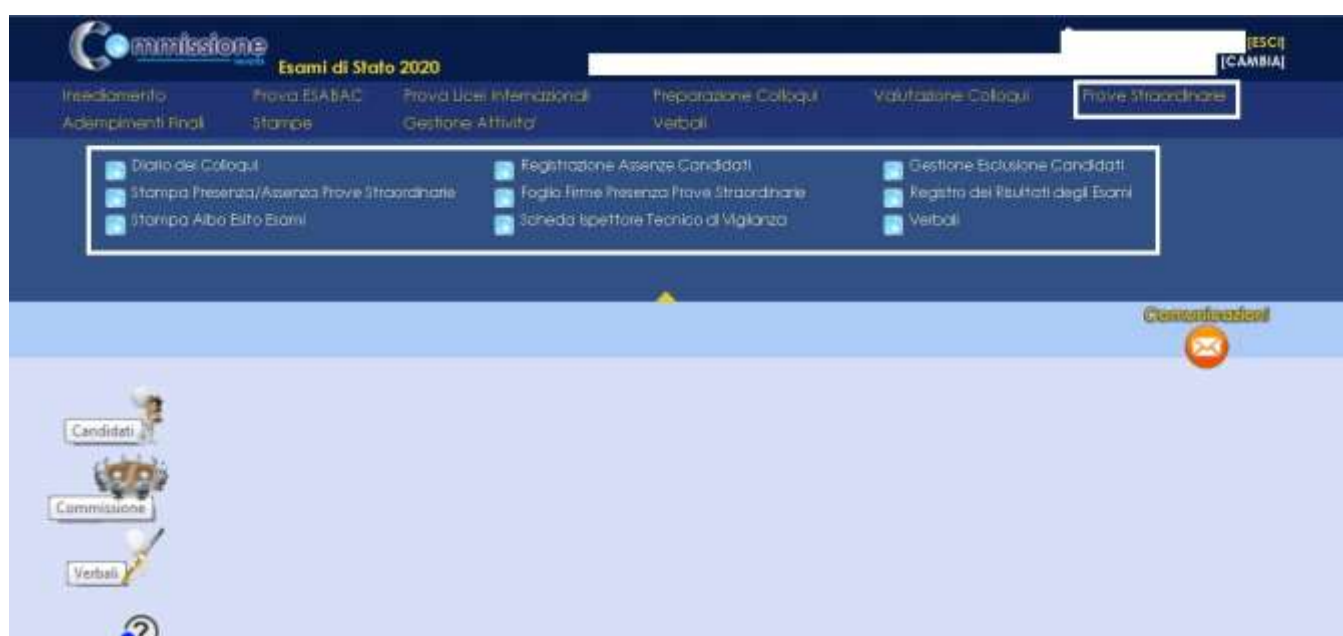 Commissione
web
Esami di Stato 2020
[ESCI]
[CAMBIA]
Insediamento Prova ESABAC Prova Licei Internazionali Preparazione Colloqui Valutazione Colloqui Prove Straordinarie
Adempimenti Finali Stampe Gestione Attivita' Verbali
Diario dei Colloqui Registrazione Assenze Candidati Gestione Esclusione Candidati
Stampa Presenza/Assenza Prove Straordinarie Foglio Firme Presenza Prove Straordinarie Registro dei Risultati degli Esami
Stampa Albo Esito Esami Scheda Ispettore Tecnico di Vigilanza Verbali
Comunicazioni
Candidati
Commissione
Verbali
?